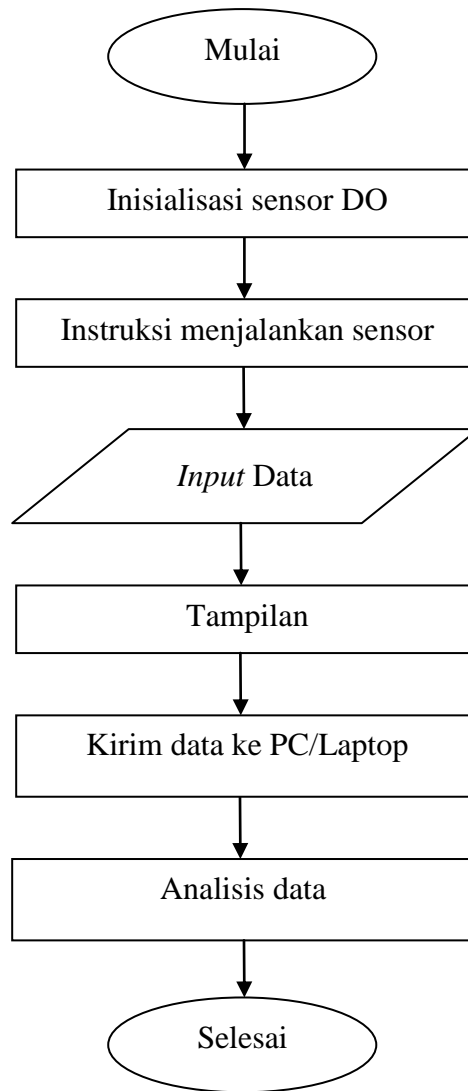 Mulai
Inisialisasi sensor DO
Instruksi menjalankan sensor
Input Data
Tampilan
Kirim data ke PC/Laptop
Analisis data
Selesai